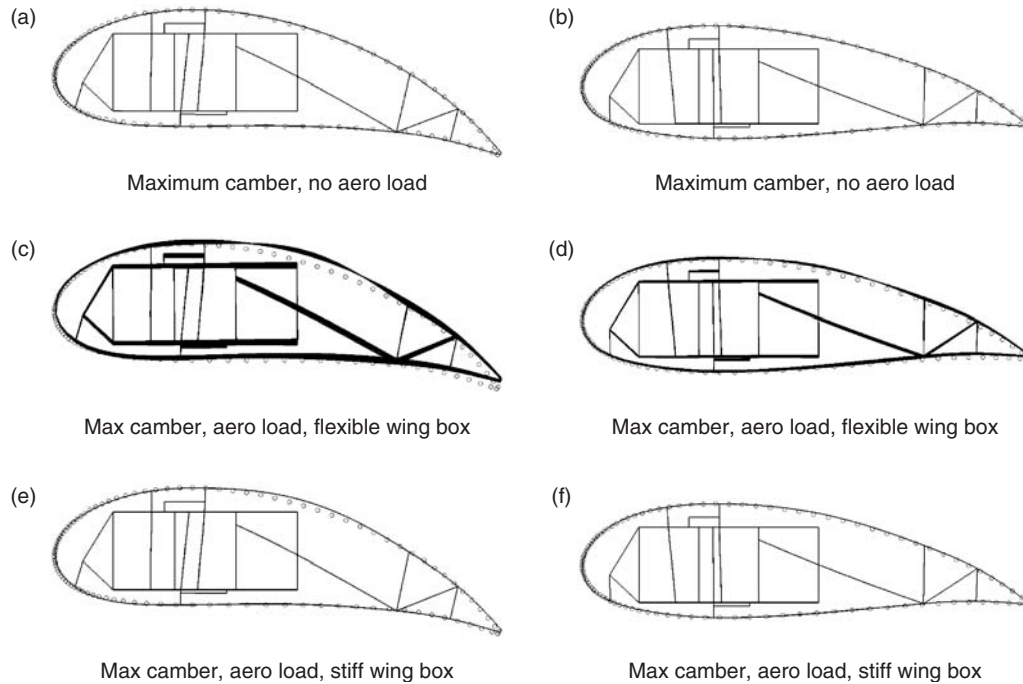 (a)
(b)
Maximum camber, no aero load
Maximum camber, no aero load
(c)
(d)
Max camber, aero load, flexible wing box
Max camber, aero load, flexible wing box
(e)
(f)
Max camber, aero load, stiff wing box
Max camber, aero load, stiff wing box